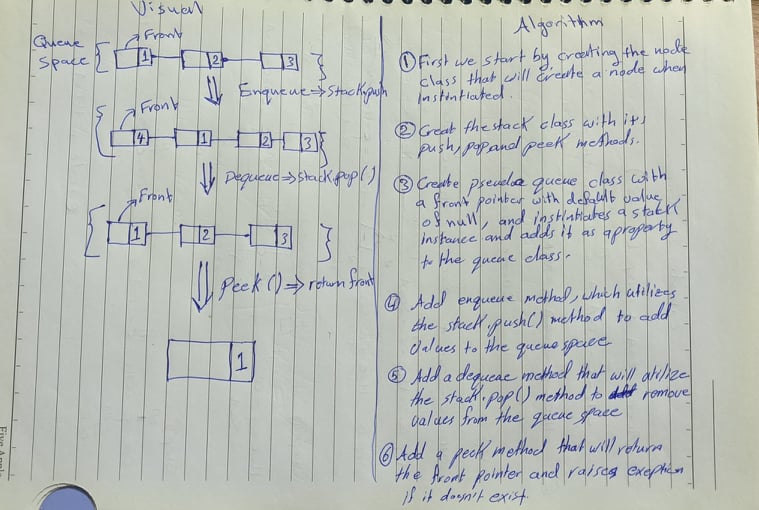 Visual
Queue
Space
Front
1
2
3
Enqueue => Stack.push
Front
4
1
2
3
Dequeue => stack.pop()
Front
1
2
3
Peek() => return front
1
Algorithm
① First we start by creating the node
class that will create a node when
instintiated.
② Creat the stack class with its
push, pop and peek methods.
③ Create pseudo queue class with
a front pointer with default value
of null, and instintiates a stack
instance and adds it as a property
to the queue class.
④ Add enqueue method, which utilizes
the stack.push() method to add
values to the queue space
⑤ Add a dequeue method that will utilize
the stack.pop() method to remove
values from the queue space
⑥ Add a peek method that will return
the front pointer and raises exeption
if it doesn't exist.